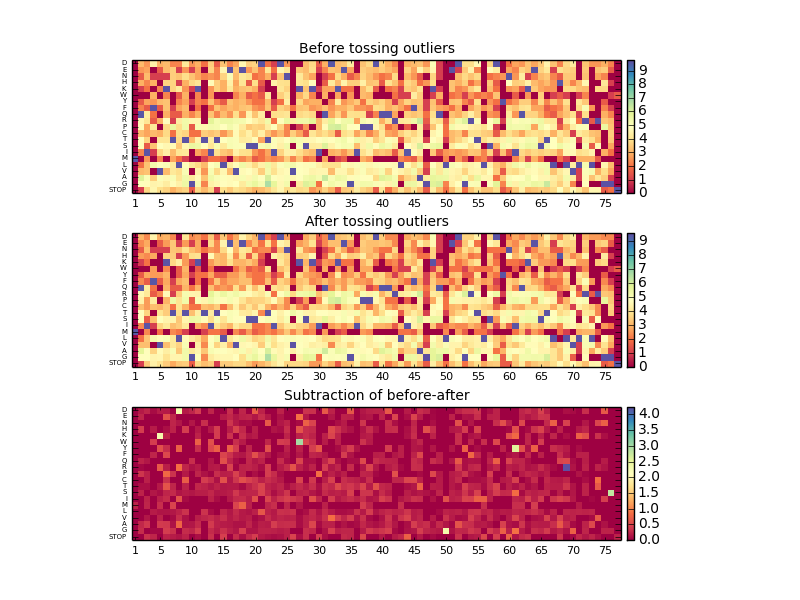 Before tossing outliers
D
E
N
H
K
W
Y
F
Q
R
P
C
T
S
I
M
L
V
A
G
STOP
1 5 10 15 20 25 30 35 40 45 50 55 60 65 70 75
9
8
7
6
5
4
3
2
1
0
After tossing outliers
D
E
N
H
K
W
Y
F
Q
R
P
C
T
S
I
M
L
V
A
G
STOP
1 5 10 15 20 25 30 35 40 45 50 55 60 65 70 75
9
8
7
6
5
4
3
2
1
0
Subtraction of before-after
D
E
N
H
K
W
Y
F
Q
R
P
C
T
S
I
M
L
V
A
G
STOP
1 5 10 15 20 25 30 35 40 45 50 55 60 65 70 75
4.0
3.5
3.0
2.5
2.0
1.5
1.0
0.5
0.0